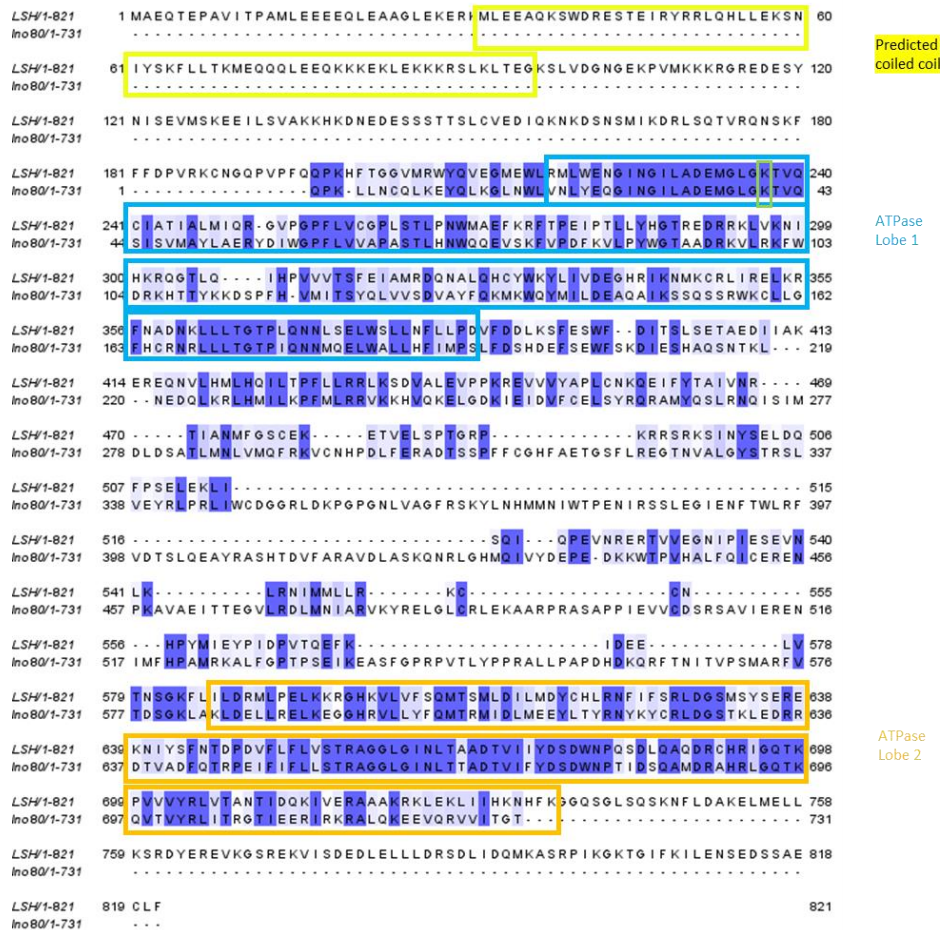 LSH/1-821 1 MAEQTEPAVITPAMLEEEEQLEAAGLEKERKMLEEAQKSWDRESTEIRYRRLQHLLEKSN 60
Ino80/1-731 - - - - - - - - - - - - - - - - - - - - - - - - - - - - - - - - - - - - - - - - - - - - - - - - - - - - - - - - - - - -
Predicted
coiled coil
LSH/1-821 61 IYSKFLLTKMEQQQLEEQKKKEKLEKKKRSLKLTEGKSLVDGNGEKPVMKKKRGREDESY 120
Ino80/1-731 - - - - - - - - - - - - - - - - - - - - - - - - - - - - - - - - - - - - - - - - - - - - - - - - - - - - - - - - - - - -
LSH/1-821 121 NISEVMSKEEILSVAKKHKDNEDESSSTTSLCVEDIQKNKDSNSMIKDRLSQTVRQNSKF 180
Ino80/1-731 - - - - - - - - - - - - - - - - - - - - - - - - - - - - - - - - - - - - - - - - - - - - - - - - - - - - - - - - - - - -
LSH/1-821 181 FFDPVRKCNGQPVPFQQPKHFTGGVMRWYQVEGMEWLRMLWENGINGILADEMGLGKTVQ 240
Ino80/1-731 1 - - - - - - - - - - - - - - - - QPK-LLNCQLKEYQLKGLNWLVNLYEQGINGILADEMGLGKTVQ 43
LSH/1-821 241 CIATIALMIQR-GVPGPFLVCGPLSTLPNWMAEFKRFTPEIPTLLYHGTREDRRKLVKNI 299
Ino80/1-731 44 SISVMAYLAERYDIWGPFLVVAPASTLHNWQQEVSKFVPDFKVLPYWGTAADRKVLRKFW 103
ATPase
Lobe 1
LSH/1-821 300 HKRQGTLQ----IHPVVVTSFEIAMRDQNALQHCYWKYLIVDEGHRIKNMKCRLIRELKR 355
Ino80/1-731 104 DRKHTTYKKDSPFH-VMITSYQLVVSDVAYFQKMKWQYMILDEAQAIKSSQSSRWKCLLG 162
LSH/1-821 356 FNADNKLLLTGTPLQNNLSELWSLLNFLLPDVFDDLKSFESWF--DITSLSETAEDIIAK 413
Ino80/1-731 163 FHCRNRLLLTGTPIQNNMQELWALLHFIMPSLFDSHDEFSEWFSKDIESHAQSNTKL--- 219
LSH/1-821 414 EREQNVLHMLHQILTPFLLRRLKSDVALEVPPKREVVVYAPLCNKQEIFYTAIVNR---- 469
Ino80/1-731 220 --NEDQLKRLHMILKPFMLRRVKKHVQKELGDKIEIDVFCELSYRQRAMYQSLRNQISIM 277
LSH/1-821 470 -----TIANMFGSCEK-----ETVELSPTGRP-------------KRRSRKSINYSELDQ 506
Ino80/1-731 278 DLDSATLMNLVMQFRKVCNHPDLFERADTSSPFFCGHFAETGSFLREGTNVALGYSTRSL 337
LSH/1-821 507 FPSELEKLI--------------------------------------------------- 515
Ino80/1-731 338 VEYRLPRLIWCDGGRLDKPGPGNLVAGFRSKYLNHMMNIWTPENIRSSLEGIENFTWLRF 397
LSH/1-821 516 --------------------------------SQI---QPEVNRERTVVEGNIPIESEVN 540
Ino80/1-731 398 VDTSLQEAYRASHTDVFARAVDLASKQNRLGHMQIVYDEPE-DKKWTPVHALFQICEREN 456
LSH/1-821 541 LK----------LRNIMMLLR-------KC------------------CN---------- 555
Ino80/1-731 457 PKAVAEITTEGVLRDLMNIARVKYRELGLCRLEKAARPRASAPPIEVVCDSRSAVIEREN 516
LSH/1-821 556 ---HPYMIEYPIDPVTQEFK-----------------------IDEE------------LV 578
Ino80/1-731 517 IMFHPAMRKALFGPTPSEIKEASFGPRPVTLYPPRALLPAPDHDKQRFTNITVPSMARFV 576
LSH/1-821 579 TNSGKFLILDRMLPELKKRGHKVLVFSQMTSMLDILMDYCHLRNFIFSRLDGSMSYSERE 638
Ino80/1-731 577 TDSGKLAKLDELLRELKEGGHRVLLYFQMTRMIDLMEEYLTYRNYKYCRLDGSTKLEDRR 636
LSH/1-821 639 KNIYSFNTDPDVFLFLVSTRAGGLGINLTAADTVIIYDSDWNPQSDLQAQDRCHRIGQTK 698
Ino80/1-731 637 DTVADFQTRPEIFIFLLSTRAGGLGINLTTADTVIFYDSDWNPTIDSQAMDRAHRLGQTK 696
ATPase
Lobe 2
LSH/1-821 699 PVVVYRLVTANTIDQKIVERAAAKRKLEKLIIHKNHFKGGQSGLSQSKNFLDAKELMELL 758
Ino80/1-731 697 QVTVYRLITRGTIEERIRKRALQKEEVQRVVITGT------------------------- 731
LSH/1-821 759 KSRDYEREVKGSREKVISDEDLELLLDRSDLIDQMKASRPIKGKTGIFKILENSEDSSAE 818
Ino80/1-731 - - - - - - - - - - - - - - - - - - - - - - - - - - - - - - - - - - - - - - - - - - - - - - - - - - - - - - - - - - - -
LSH/1-821 819 CLF 821
Ino80/1-731 - - -